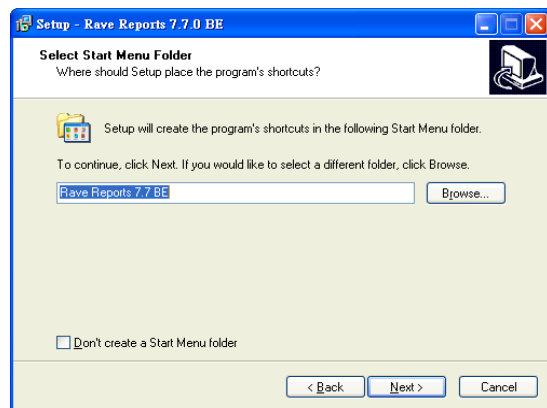 Setup - Rave Reports 7.7.0 BE
Select Start Menu Folder
Where should Setup place the program's shortcuts?
Setup will create the program's shortcuts in the following Start Menu folder.
To continue, click Next. If you would like to select a different folder, click Browse.
Rave Reports 7.7 BE
Browse...
Don't create a Start Menu folder
< Back
Next >
Cancel